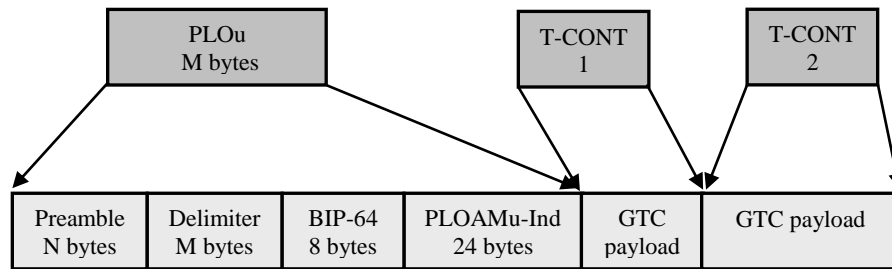 PLOu
M bytes
T-CONT
1
T-CONT
2
Preamble
N bytes
Delimiter
M bytes
BIP-64
8 bytes
PLOAMu-Ind
24 bytes
GTC
payload
GTC payload